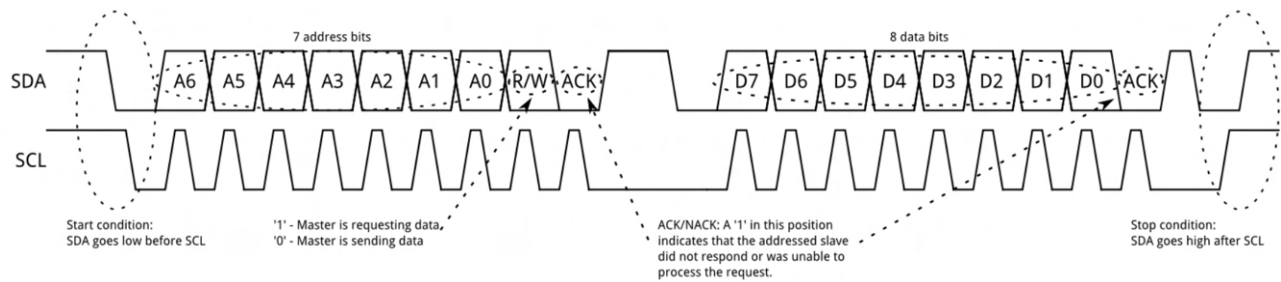 7 address bits
8 data bits
SDA
A6 A5 A4 A3 A2 A1 A0 R/W ACK D7 D6 D5 D4 D3 D2 D1 D0 ACK
SCL
Start condition:
SDA goes low before SCL
'1' - Master is requesting data,
'0' - Master is sending data
ACK/NACK: A '1' in this position
indicates that the addressed slave
did not respond or was unable to
process the request.
Stop condition:
SDA goes high after SCL